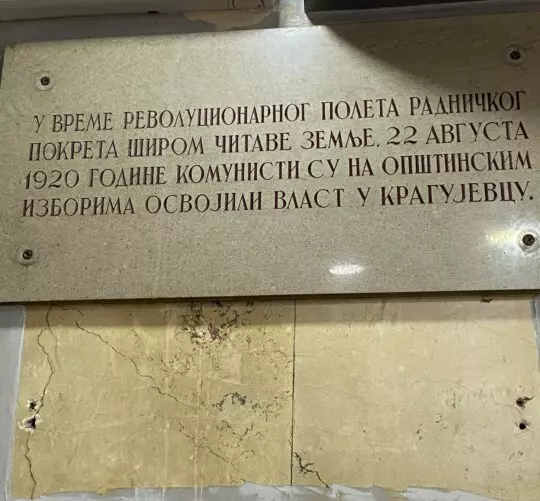 У ВРЕМЕ РЕВОЛУЦИОНАРНОГ ПОЛЕТА РАДНИЧКОГ
ПОКРЕТА ШИРОМ ЧИТАВЕ ЗЕМЉЕ. 22 АВГУСТА
1920 ГОДИНЕ КОМУНИСТИ СУ НА ОПШТИНСКИМ
ИЗБОРИМА ОСВОЈИЛИ ВЛАСТ У КРАГУЈЕВЦУ.